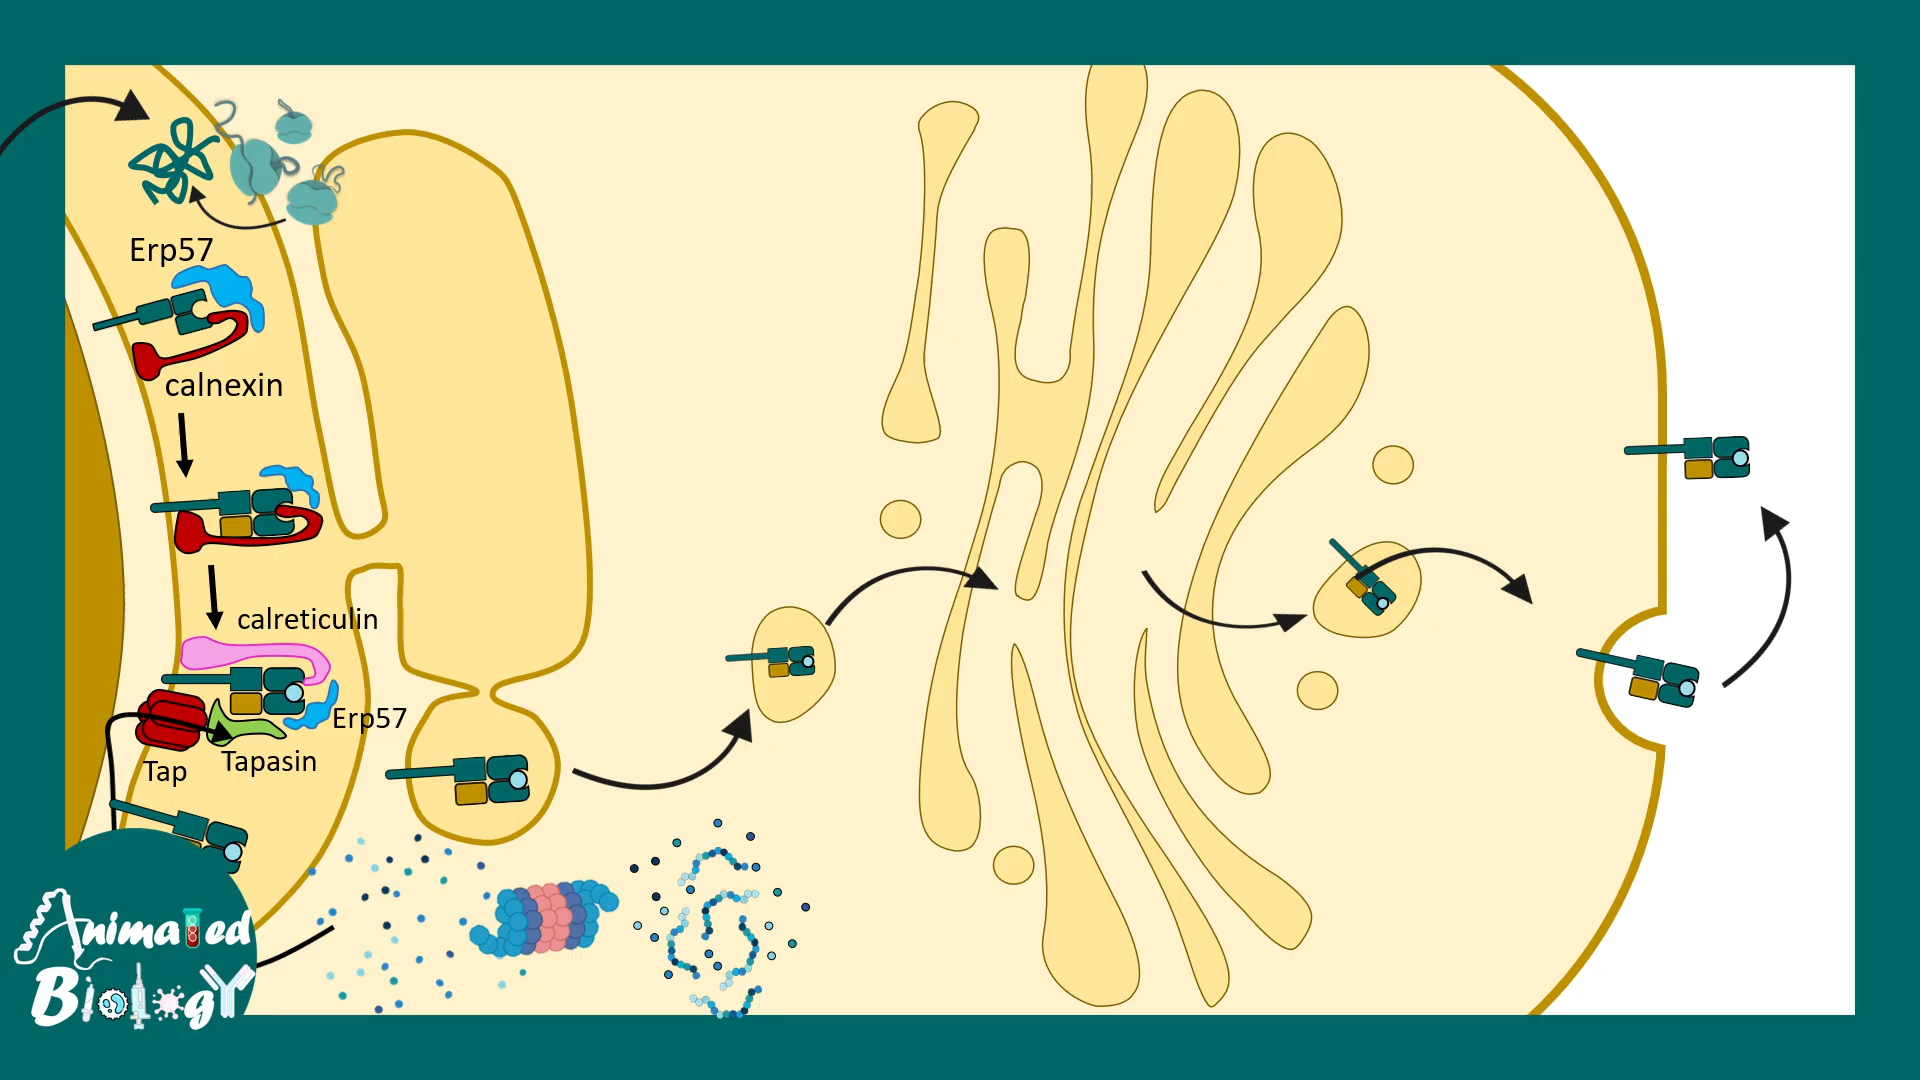 Erp57
calnexin
calreticulin
Erp57
Tapasin
Tap
Animated
Biology